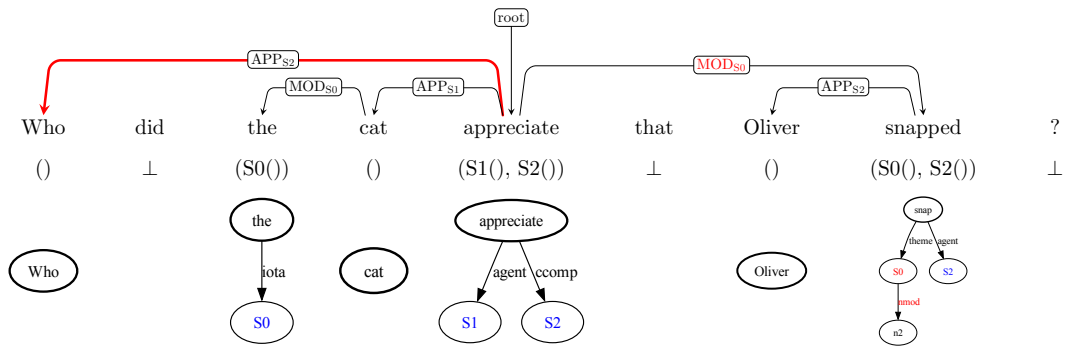 root
APP_S2
MOD_S0
MOD_S0
APP_S1
APP_S2
Who did the cat appreciate that Oliver snapped ?
() ⊥ (S0()) () (S1(), S2()) ⊥ () (S0(), S2()) ⊥
the
appreciate
snap
theme
agent
Who
iota
cat
agent
ccomp
Oliver
S0
S2
nmod
S0
S1
S2
n2